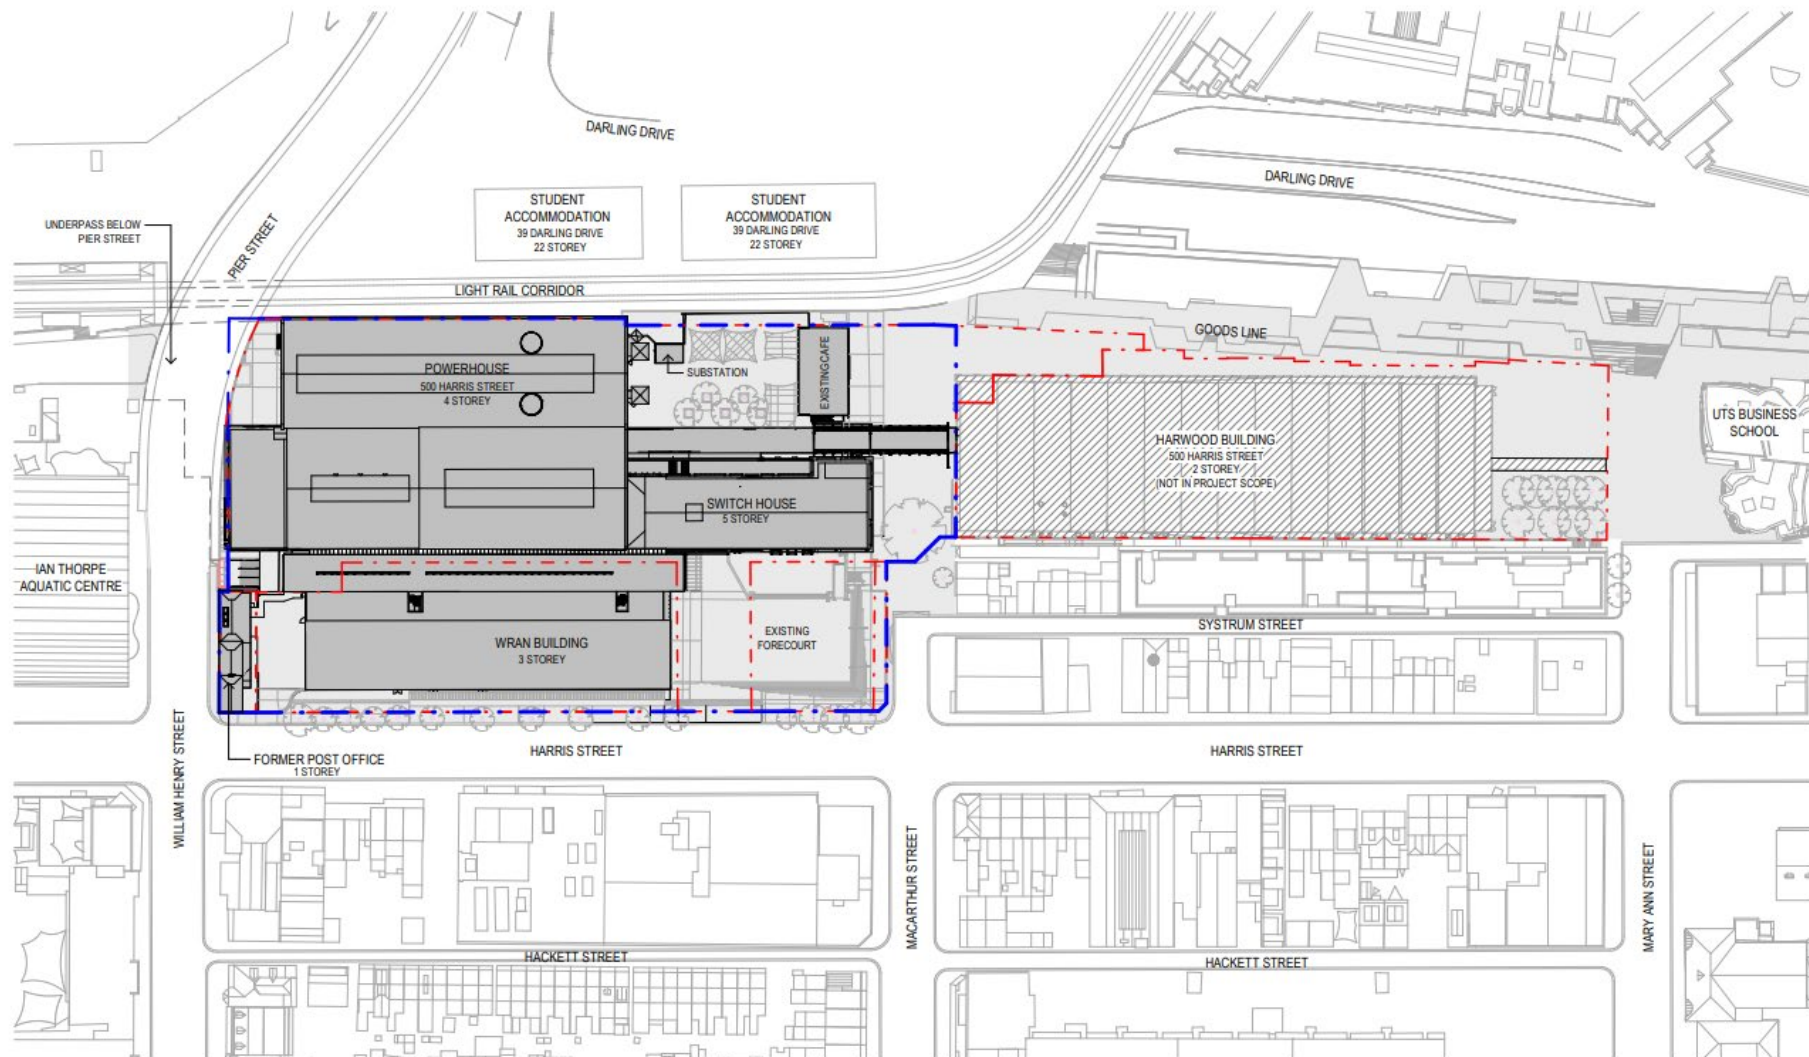 DARLING DRIVE
DARLING DRIVE
STUDENT
ACCOMMODATION
39 DARLING DRIVE
22 STOREY
STUDENT
ACCOMMODATION
39 DARLING DRIVE
22 STOREY
UNDERPASS BELOW
PIER STREET
PIER STREET
LIGHT RAIL CORRIDOR
GOODS LINE
POWERHOUSE
500 HARRIS STREET
4 STOREY
SUBSTATION
EXISTING CAFE
UTS BUSINESS
SCHOOL
HARWOOD BUILDING
500 HARRIS STREET
2 STOREY
(NOT IN PROJECT SCOPE)
SWITCH HOUSE
5 STOREY
IAN THORPE
AQUATIC CENTRE
WRAN BUILDING
3 STOREY
EXISTING
FORECOURT
SYSTRUM STREET
WILLIAM HENRY STREET
FORMER POST OFFICE
1 STOREY
HARRIS STREET
HARRIS STREET
MACARTHUR STREET
MARY ANN STREET
HACKETT STREET
HACKETT STREET